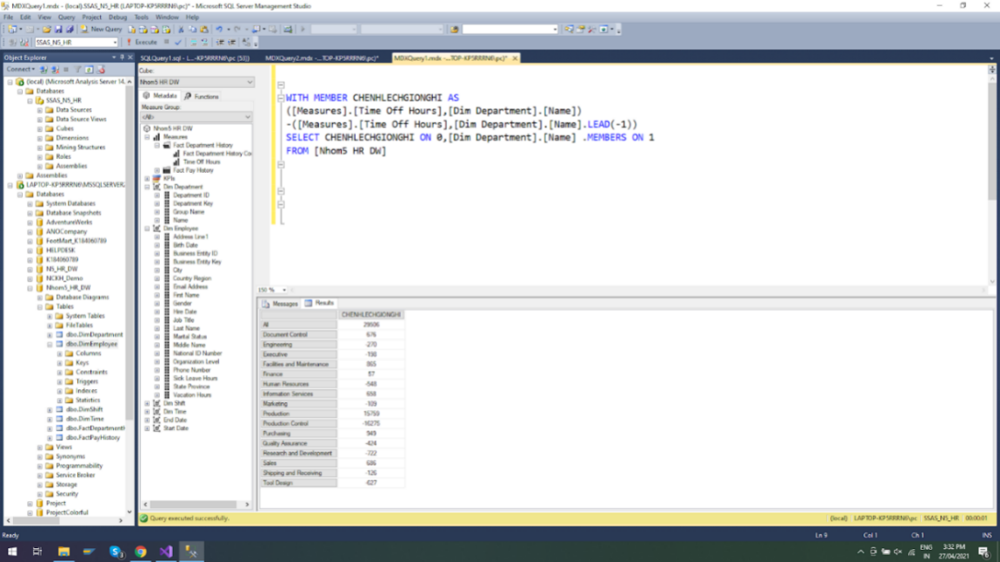 MDXQuery1.mdx - (local).SSAS_N5_HR (LAPTOP-KP5RRRN6\pc)* - Microsoft SQL Server Management Studio
File Edit View Query Project Debug Tools Window Help
New Query
SSAS_N5_HR Execute
Object Explorer
Connect
(local) (Microsoft Analysis Server 14.
Databases
SSAS_N5_HR
Data Sources
Data Source Views
Cubes
Dimensions
Mining Structures
Roles
Assemblies
Assemblies
LAPTOP-KP5RRRN6\MSSQLSERVER
Databases
System Databases
Database Snapshots
AdventureWorks
ANOCompany
FootMart_K184060789
HELPDESK
K184060789
N5_HR_DW
NCKH_Demo
Nhom5_HR_DW
Database Diagrams
Tables
System Tables
FileTables
dbo.DimDepartment
dbo.DimEmployee
Columns
Keys
Constraints
Triggers
Indexes
Statistics
dbo.DimShift
dbo.DimTime
dbo.FactDepartment
dbo.FactPayHistory
Views
Synonyms
Programmability
Service Broker
Storage
Security
Project
ProjectColorful
SQLQuery1.sql - L...-KP5RRRN6\pc (53))
MDXQuery2.mdx -...TOP-KP5RRRN6\pc)*
MDXQuery1.mdx -...TOP-KP5RRRN6\pc)*
Cube:
Nhom5 HR DW
Metadata Functions
Measure Group:
<All>
Nhom5 HR DW
Measures
Fact Department History
Fact Department History Co
Time Off Hours
Fact Pay History
KPIs
Dim Department
Department ID
Department Key
Group Name
Name
Dim Employee
Address Line1
Birth Date
Business Entity ID
Business Entity Key
City
Country Region
Email Address
First Name
Gender
Hire Date
Job Title
Last Name
Marital Status
Middle Name
National ID Number
Organization Level
Phone Number
Sick Leave Hours
State Province
Vacation Hours
Dim Shift
Dim Time
End Date
Start Date
WITH MEMBER CHENHLECHGIONGHI AS
([Measures].[Time Off Hours],[Dim Department].[Name])
-([Measures].[Time Off Hours],[Dim Department].[Name].LEAD(-1))
SELECT CHENHLECHGIONGHI ON 0,[Dim Department].[Name] .MEMBERS ON 1
FROM [Nhom5 HR DW]
150 %
Messages Results
CHENHLECHGIONGHI
All
Document Control 676
Engineering -270
Executive -198
Facilities and Maintenance 865
Finance 57
Human Resources -548
Information Services 698
Marketing -109
Production 15759
Production Control -16275
Purchasing 949
Quality Assurance -424
Research and Development -722
Sales 686
Shipping and Receiving -126
Tool Design -627
Query executed successfully.
(local) LAPTOP-KP5RRRN6\pc SSAS_N5_HR 00:00:01
Ready Ln 9 Col 1 Ch 1 INS
ENG 3:32 PM
IN 27/04/2021